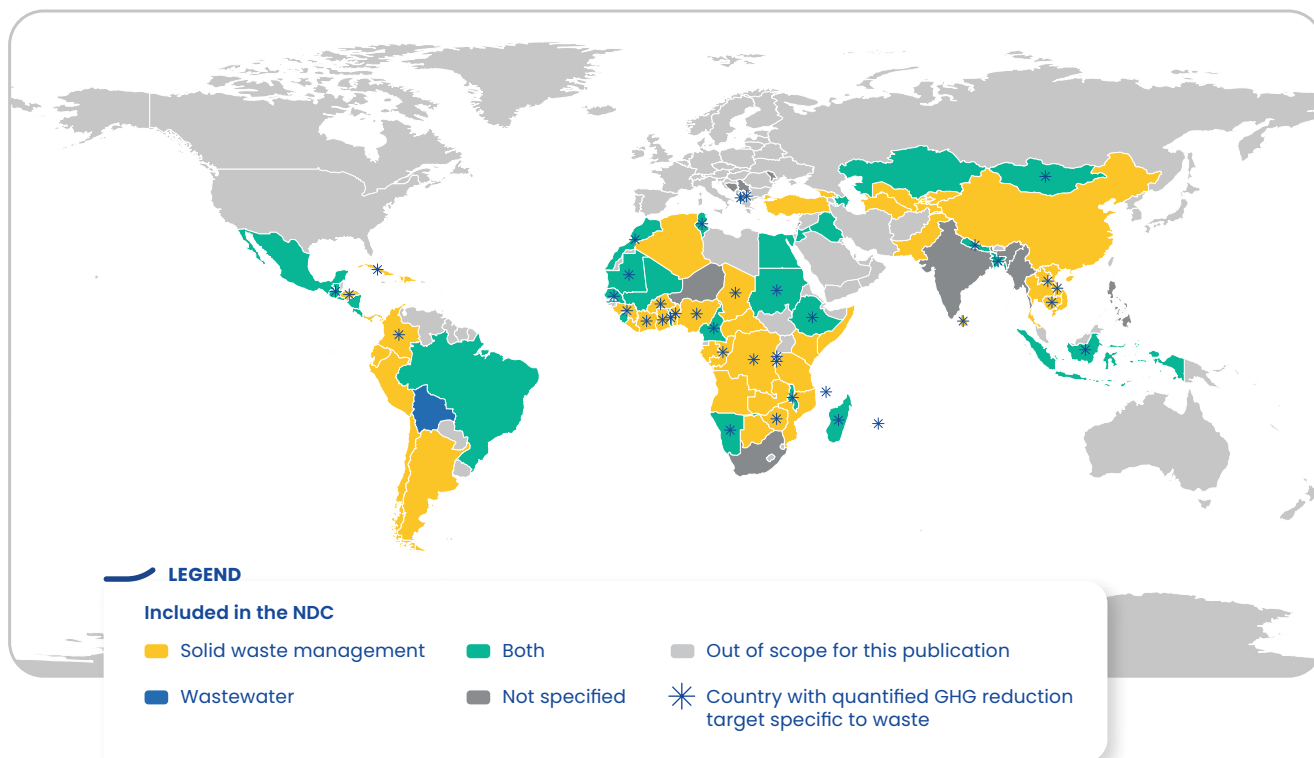 LEGEND
Included in the NDC
Solid waste management
Both
Out of scope for this publication
Wastewater
Not specified
Country with quantified GHG reduction
target specific to waste